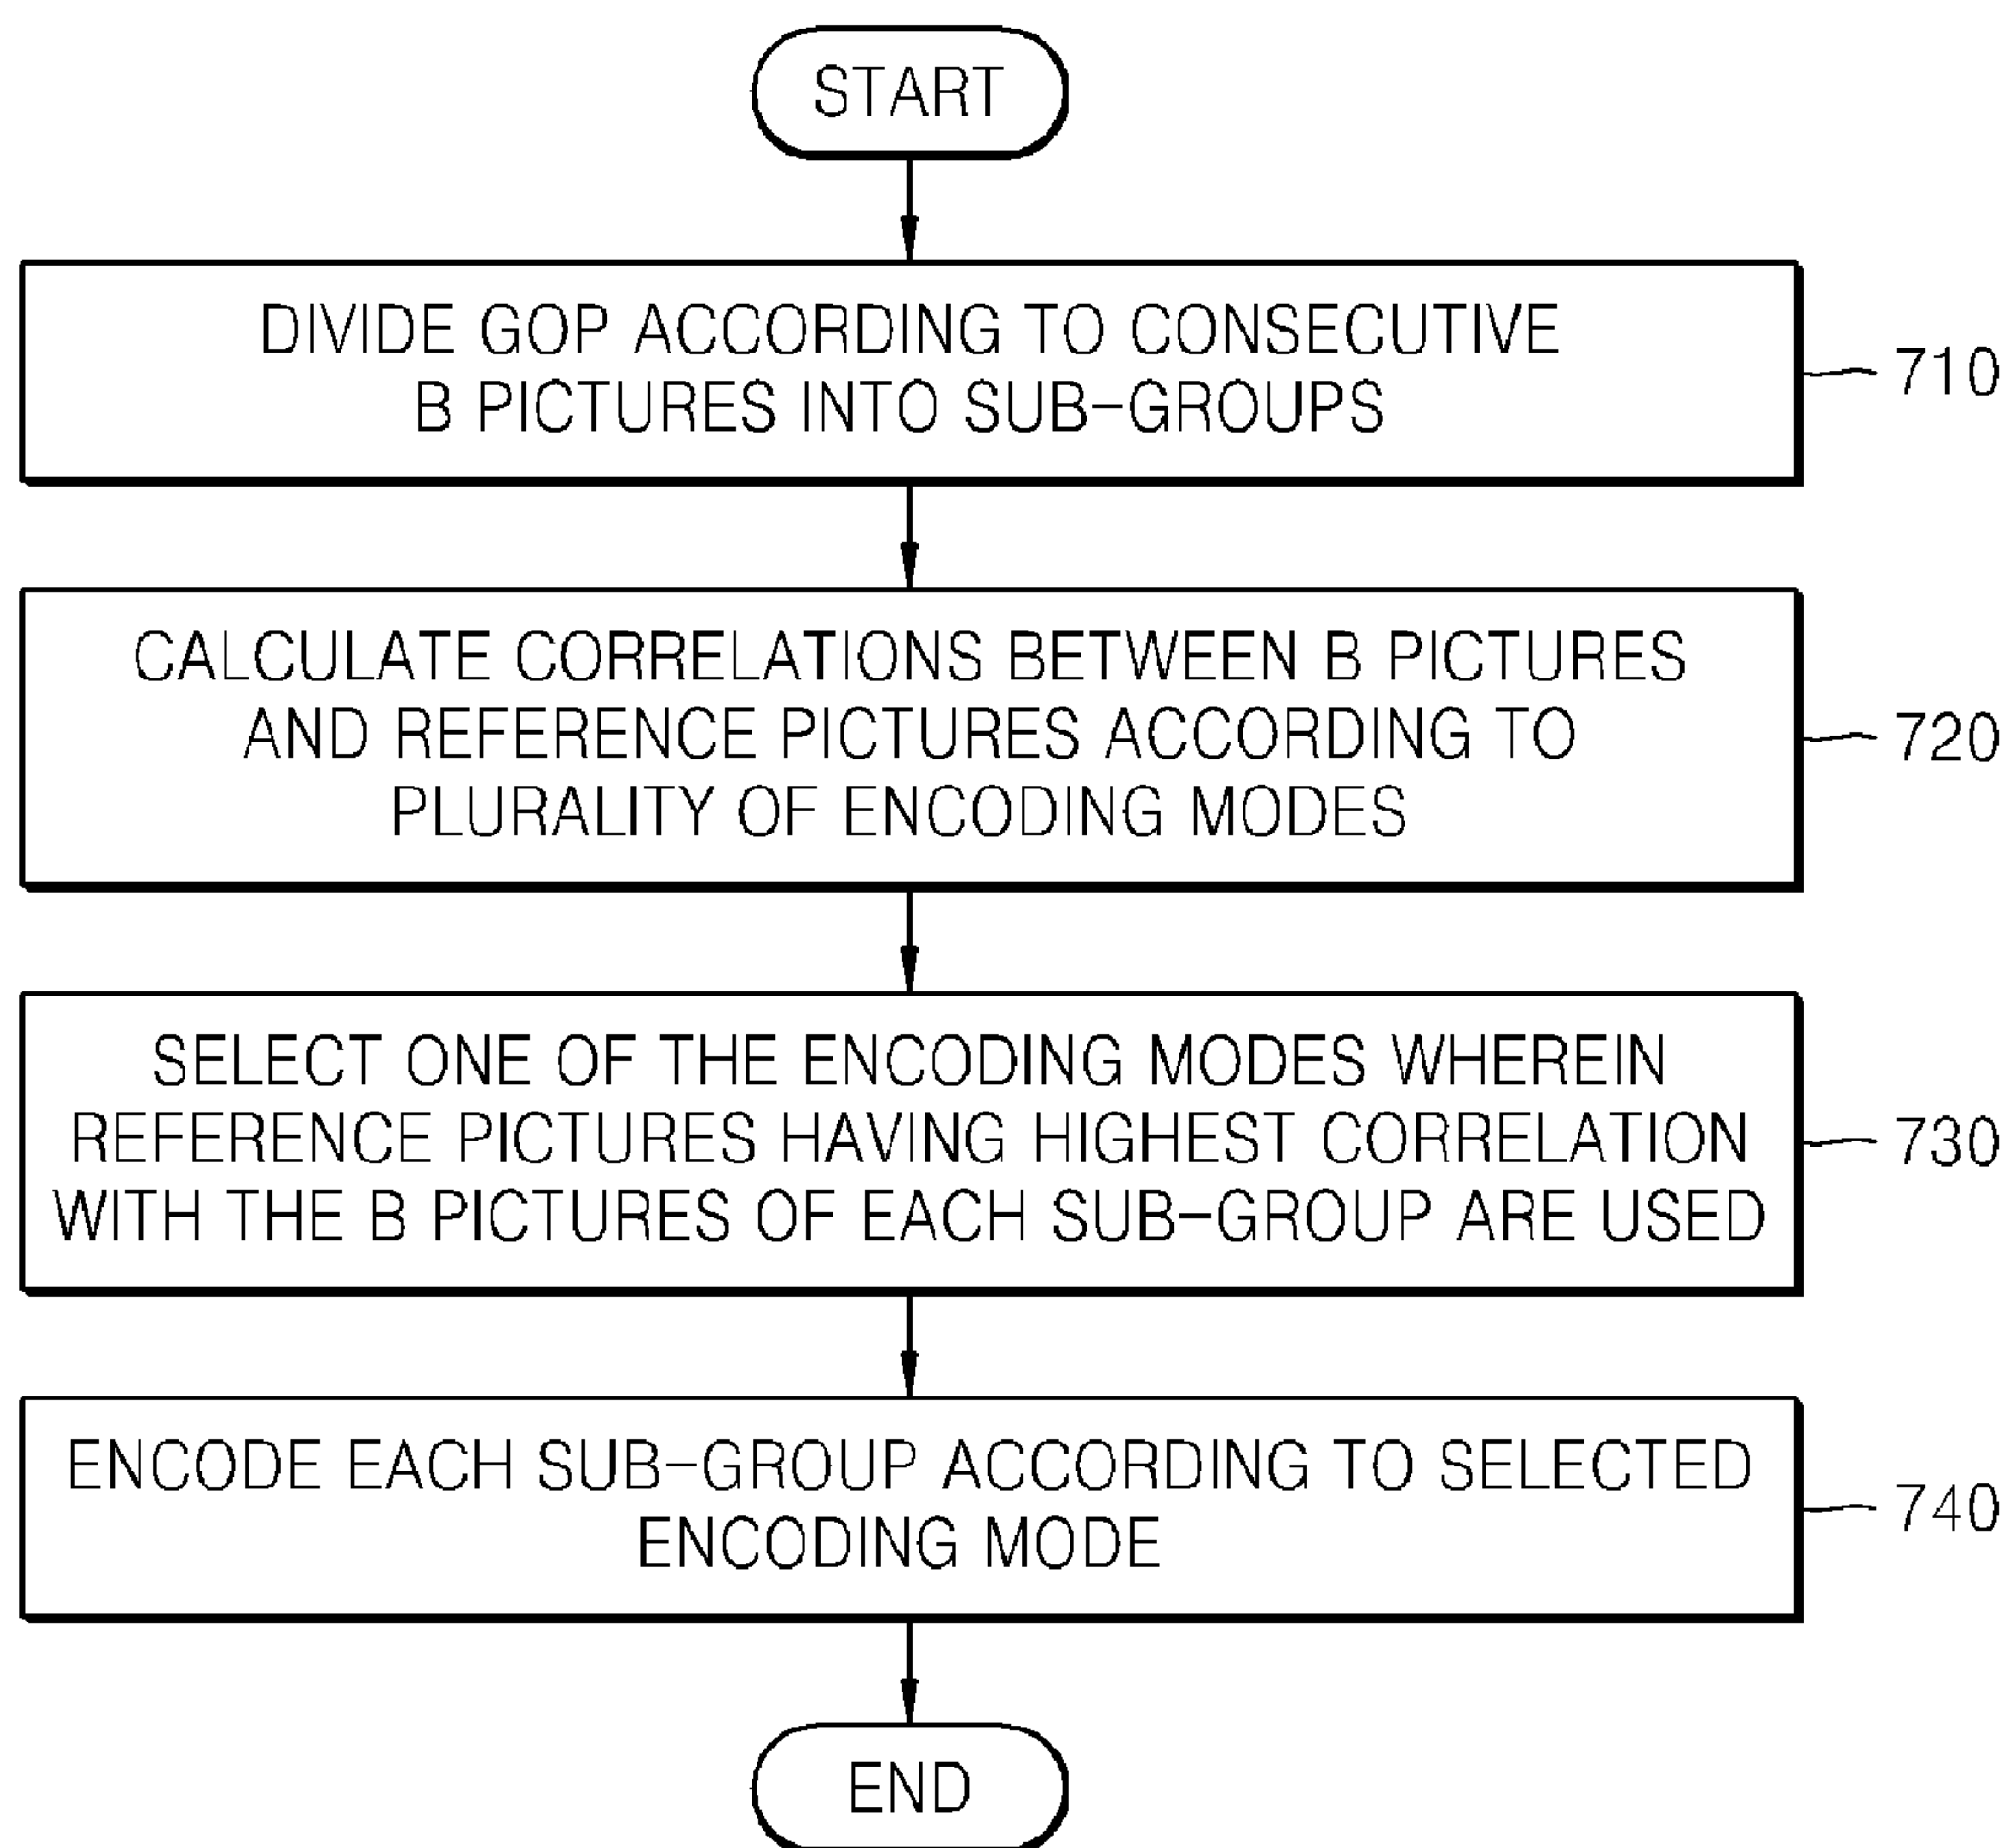 START
DIVIDE GOP ACCORDING TO CONSECUTIVE
B PICTURES INTO SUB-GROUPS
710
CALCULATE CORRELATIONS BETWEEN B PICTURES
AND REFERENCE PICTURES ACCORDING TO
PLURALITY OF ENCODING MODES
720
SELECT ONE OF THE ENCODING MODES WHEREIN
REFERENCE PICTURES HAVING HIGHEST CORRELATION
WITH THE B PICTURES OF EACH SUB-GROUP ARE USED
730
ENCODE EACH SUB-GROUP ACCORDING TO SELECTED
ENCODING MODE
740
END